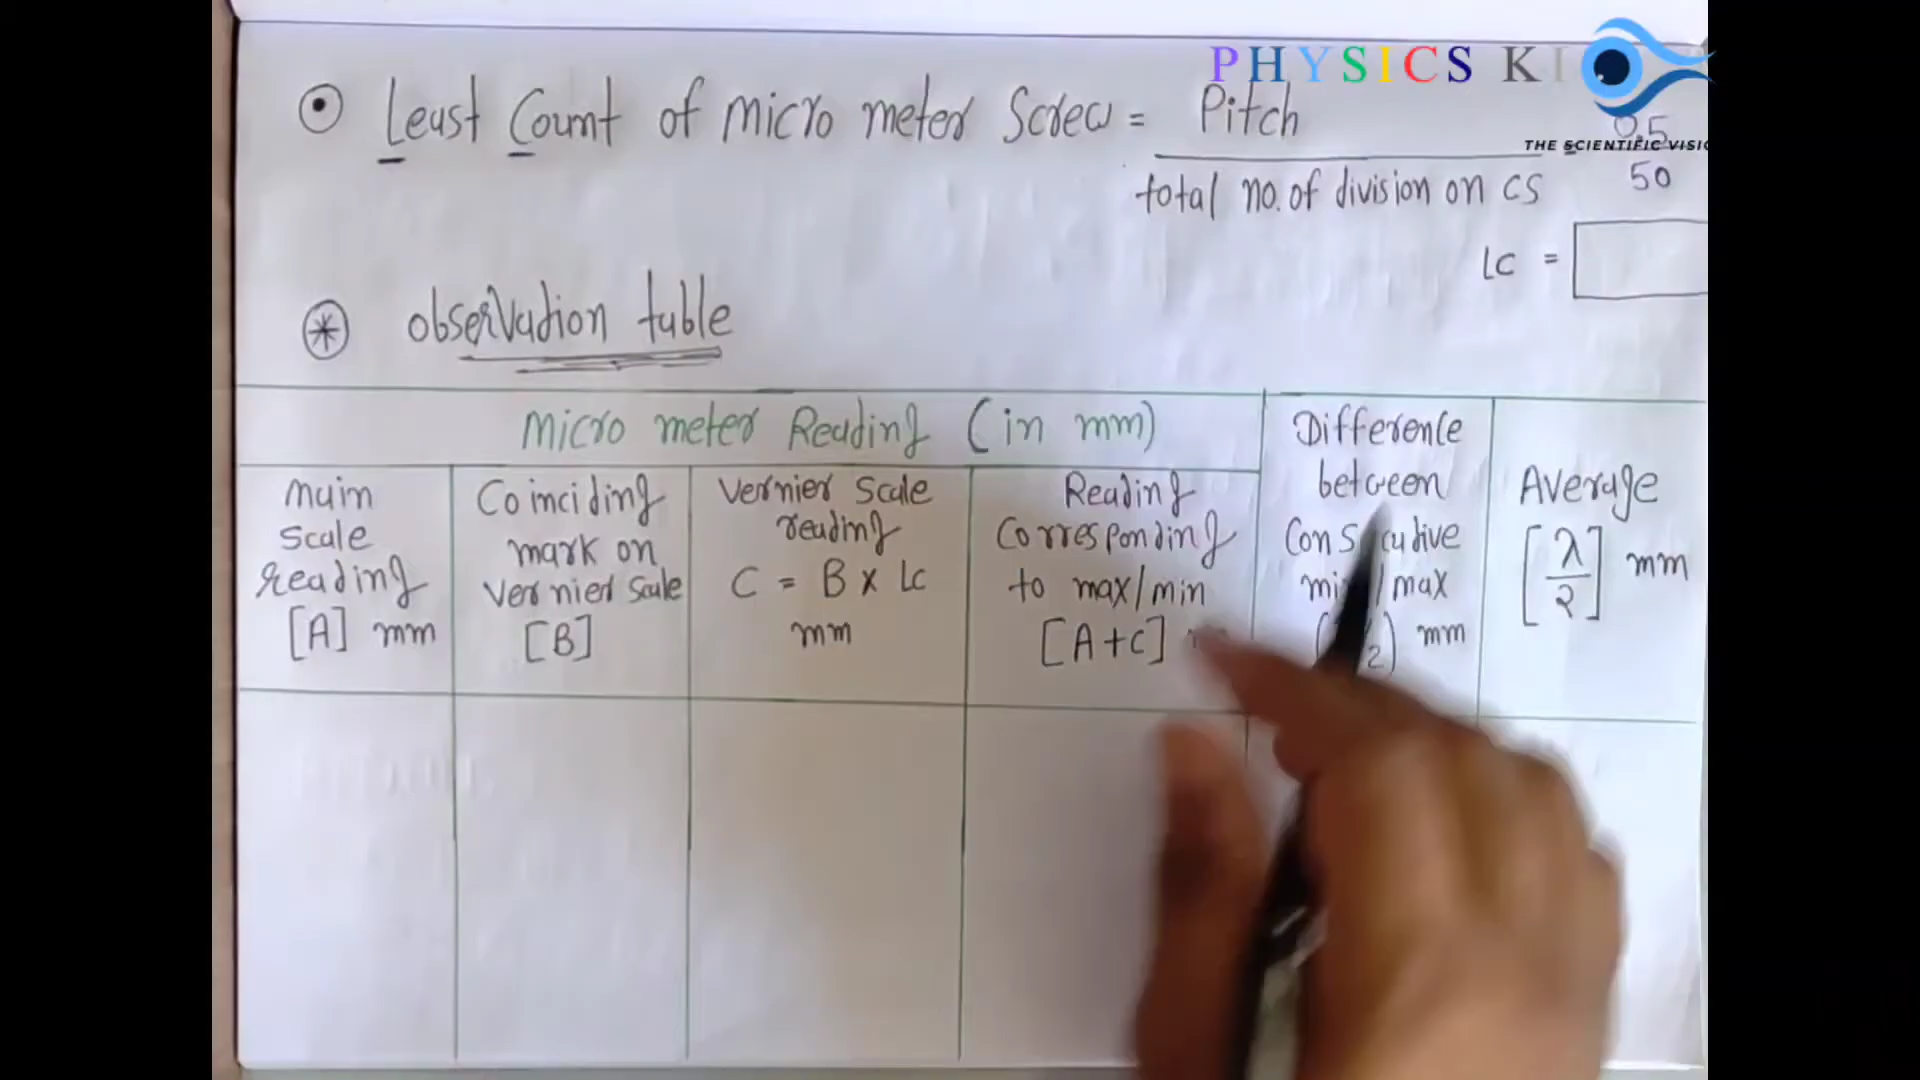 PHYSICS KI
THE SCIENTIFIC VISIO
Least Count of Micro meter Screw = Pitch
total no. of division on CS
= 0.5
50
LC =
* observation table
Micro meter Reading (in mm)
Main
Scale
reading
[A] mm
Coinciding
mark on
Vernier Scale
[B]
Vernier Scale
reading
C = B x Lc
mm
Reading
Corresponding
to max/min
[A+C]
Difference
between
mm
Average
[λ/2] mm